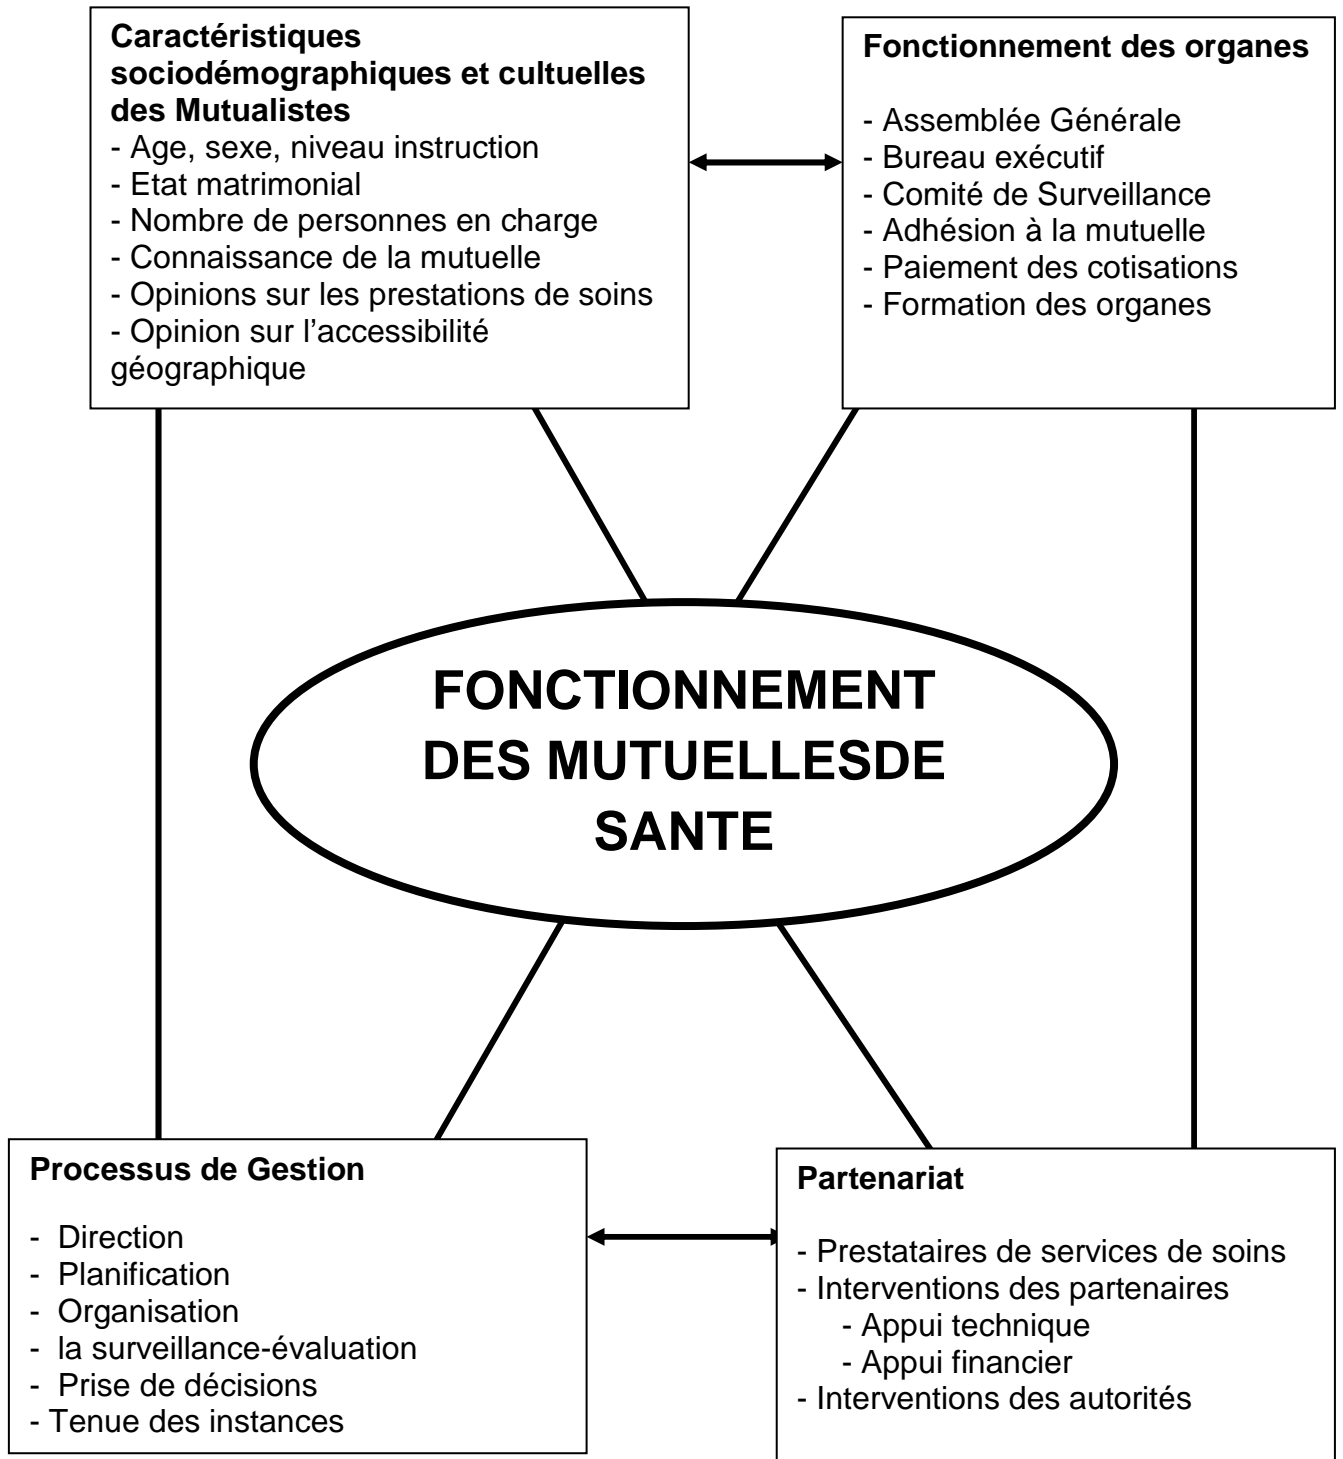 Caractéristiques
sociodémographiques et cultuelles
des Mutualistes
- Age, sexe, niveau instruction
- Etat matrimonial
- Nombre de personnes en charge
- Connaissance de la mutuelle
- Opinions sur les prestations de soins
- Opinion sur l’accessibilité
géographique
Fonctionnement des organes
- Assemblée Générale
- Bureau exécutif
- Comité de Surveillance
- Adhésion à la mutuelle
- Paiement des cotisations
- Formation des organes
FONCTIONNEMENT
DES MUTUELLESDE
SANTE
Processus de Gestion
- Direction
- Planification
- Organisation
- la surveillance-évaluation
- Prise de décisions
- Tenue des instances
Partenariat
- Prestataires de services de soins
- Interventions des partenaires
- Appui technique
- Appui financier
- Interventions des autorités